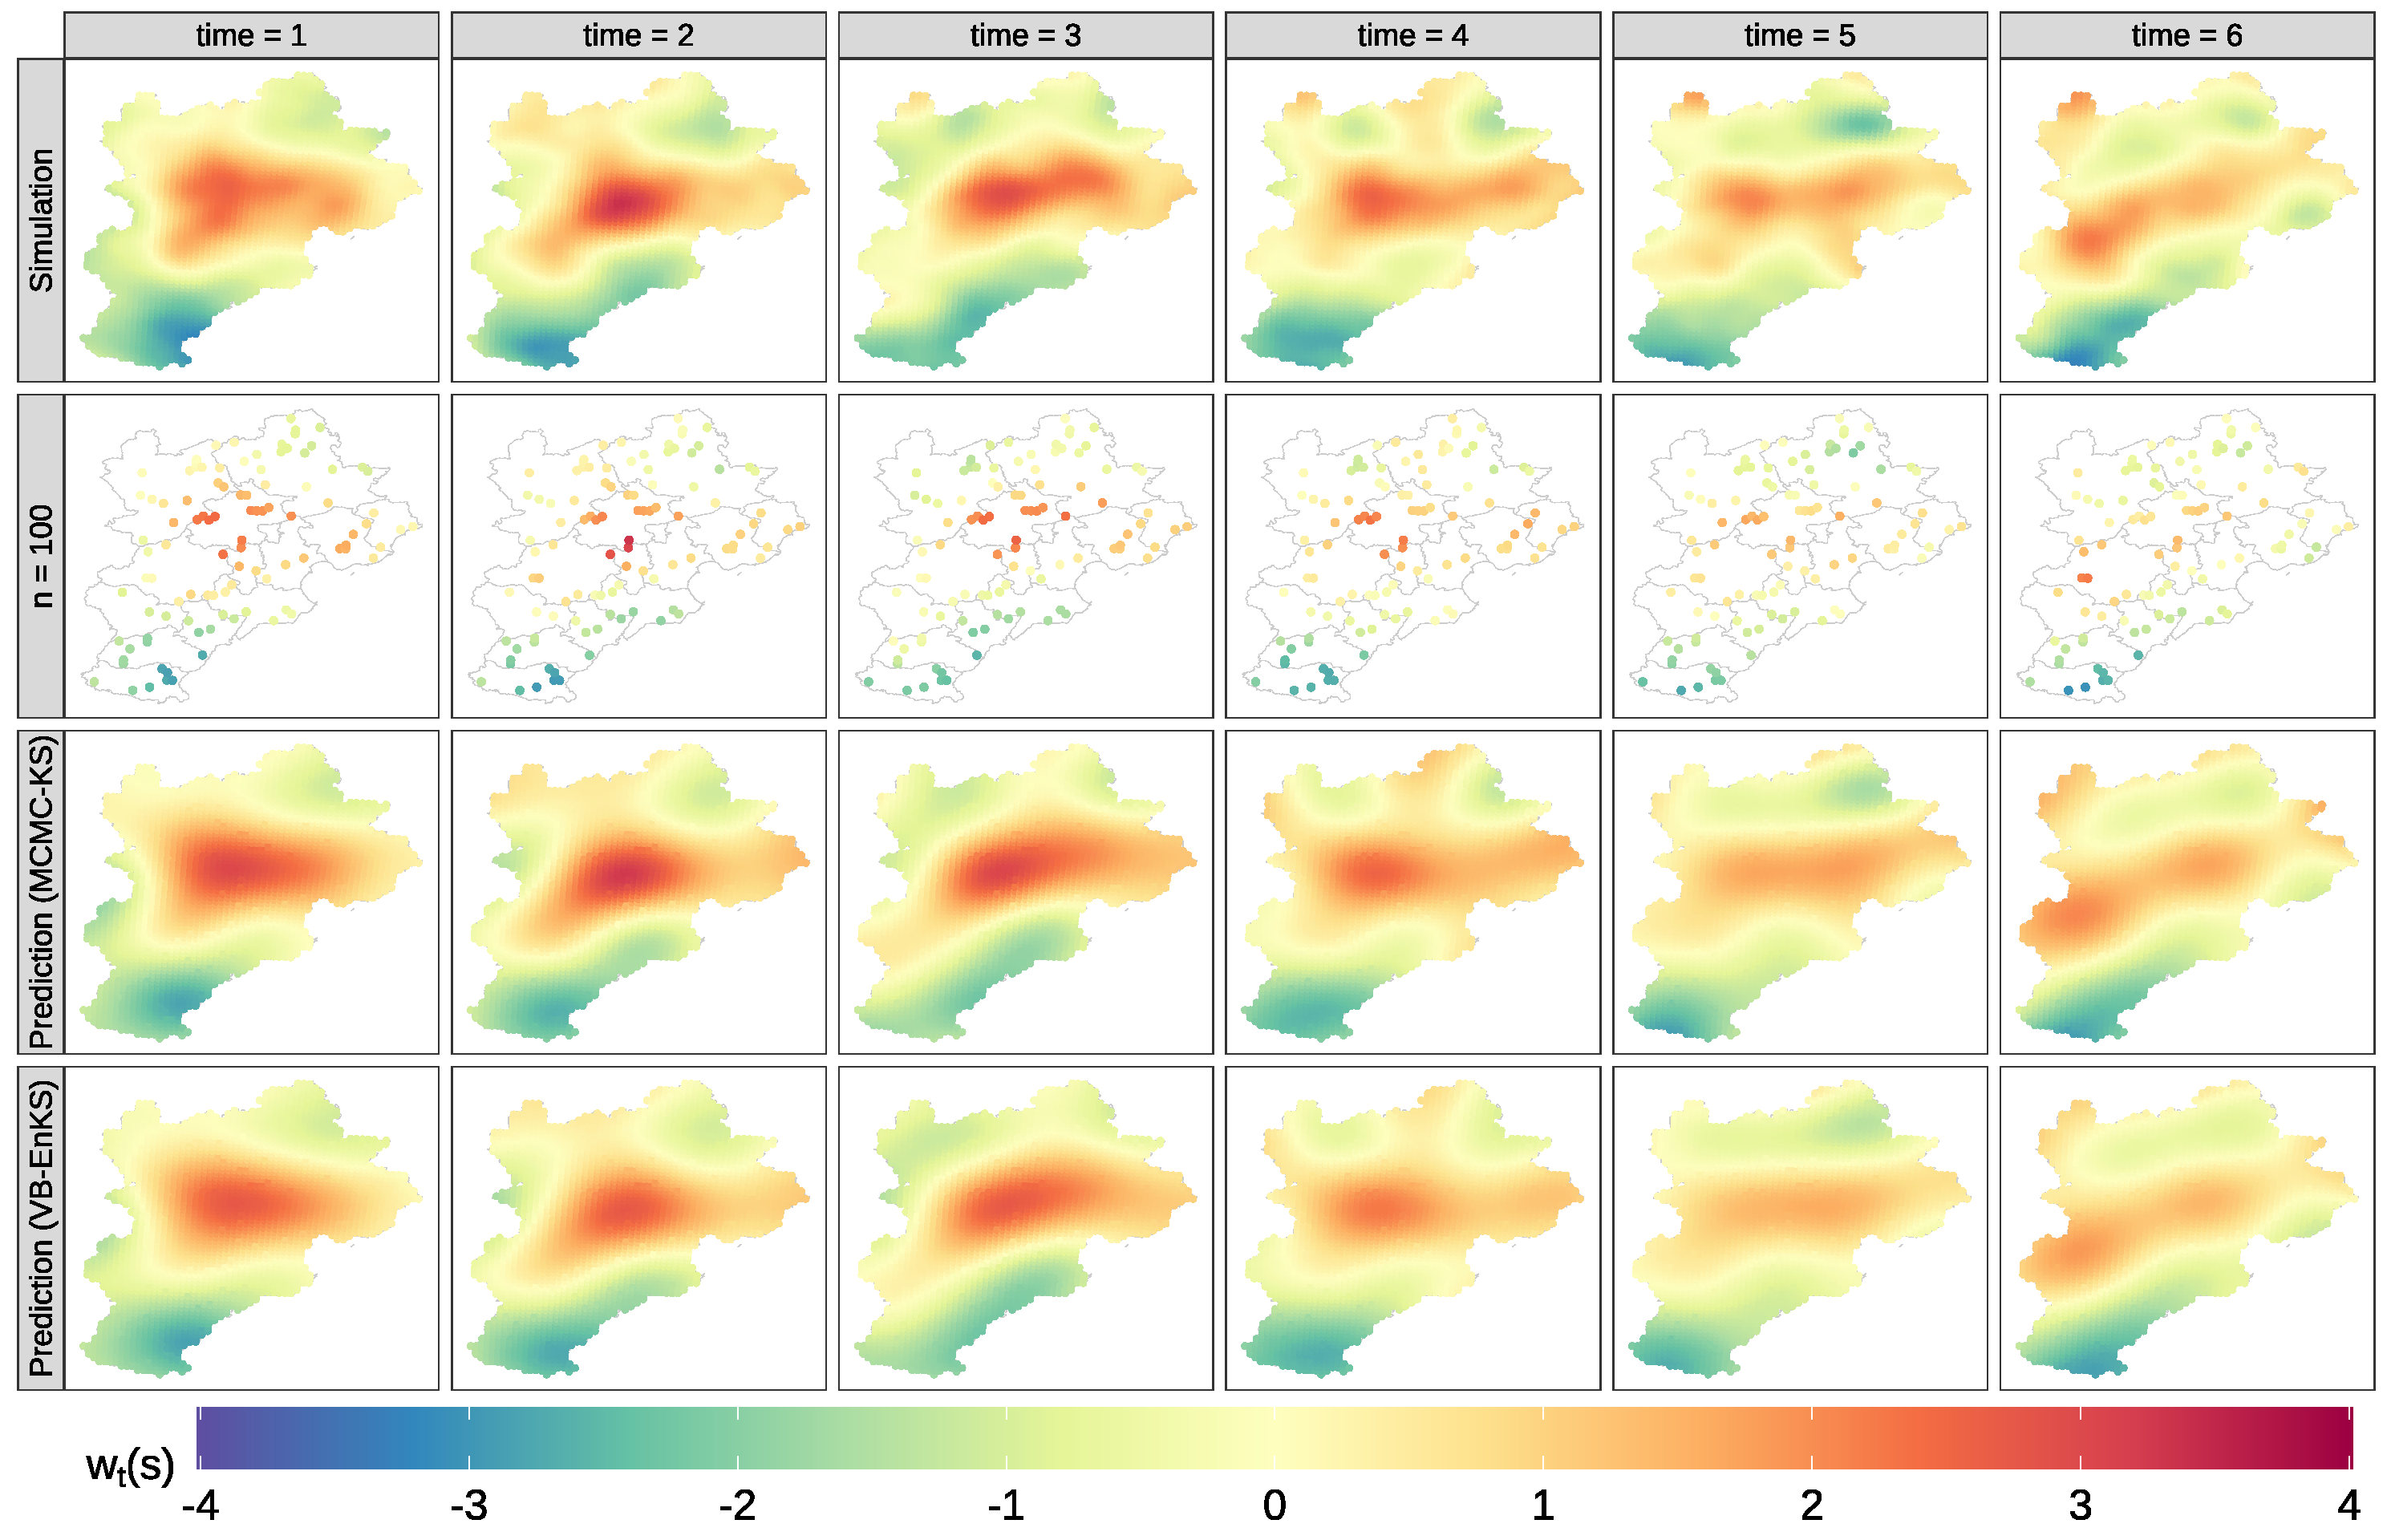 time = 1
time = 2
time = 3
time = 4
time = 5
time = 6
Simulation
n = 100
Prediction (MCMC-KS)
Prediction (VB-EnKS)
wt(s)
-4
-3
-2
-1
0
1
2
3
4